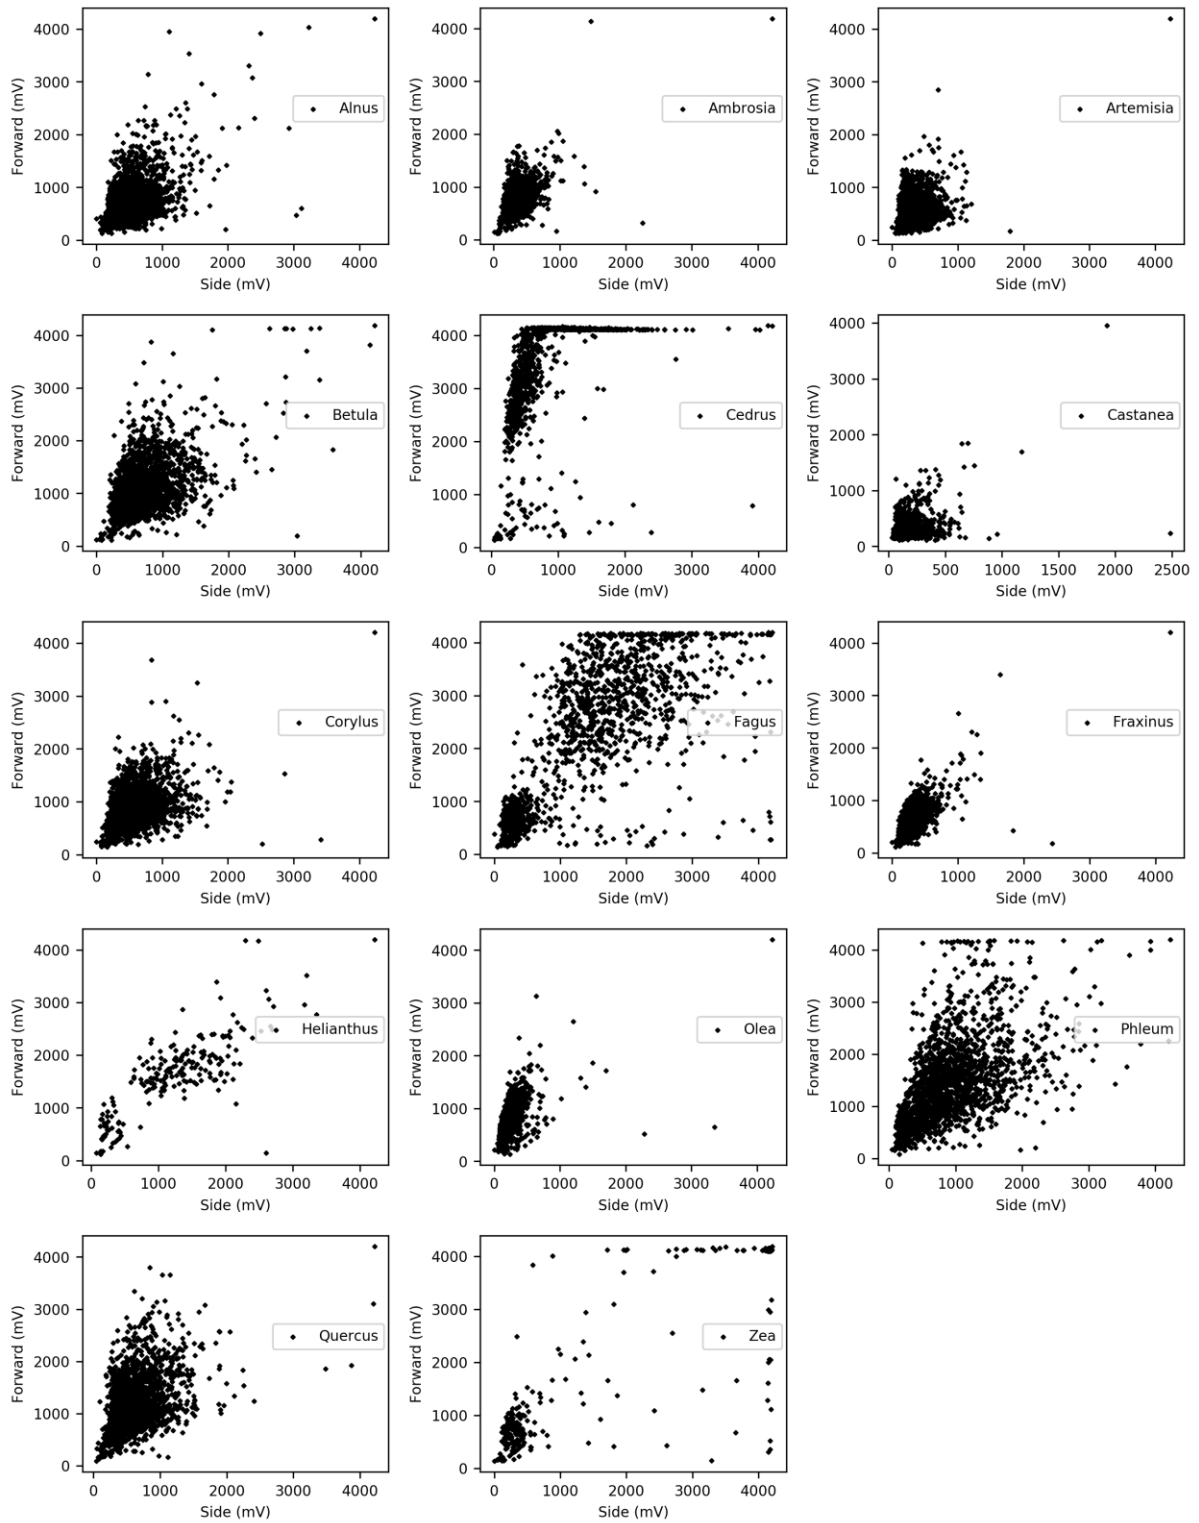 4000 4000 4000
3000 3000 3000
Forward (mV) Alnus Forward (mV) Ambrosia Forward (mV) Artemisia
2000 2000 2000
1000 1000 1000
0 0 0
0 1000 2000 3000 4000 0 1000 2000 3000 4000 0 1000 2000 3000 4000
Side (mV) Side (mV) Side (mV)
4000 4000 4000
3000 3000 3000
Forward (mV) Betula Forward (mV) Cedrus Forward (mV) Castanea
2000 2000 2000
1000 1000 1000
0 0 0
0 1000 2000 3000 4000 0 1000 2000 3000 4000 0 500 1000 1500 2000 2500
Side (mV) Side (mV) Side (mV)
4000 4000 4000
3000 3000 3000
Forward (mV) Corylus Forward (mV) Fagus Forward (mV) Fraxinus
2000 2000 2000
1000 1000 1000
0 0 0
0 1000 2000 3000 4000 0 1000 2000 3000 4000 0 1000 2000 3000 4000
Side (mV) Side (mV) Side (mV)
4000 4000 4000
3000 3000 3000
Forward (mV) Helianthus Forward (mV) Olea Forward (mV) Phleum
2000 2000 2000
1000 1000 1000
0 0 0
0 1000 2000 3000 4000 0 1000 2000 3000 4000 0 1000 2000 3000 4000
Side (mV) Side (mV) Side (mV)
4000 4000
3000 3000
Forward (mV) Quercus Forward (mV) Zea
2000 2000
1000 1000
0 0
0 1000 2000 3000 4000 0 1000 2000 3000 4000
Side (mV) Side (mV)